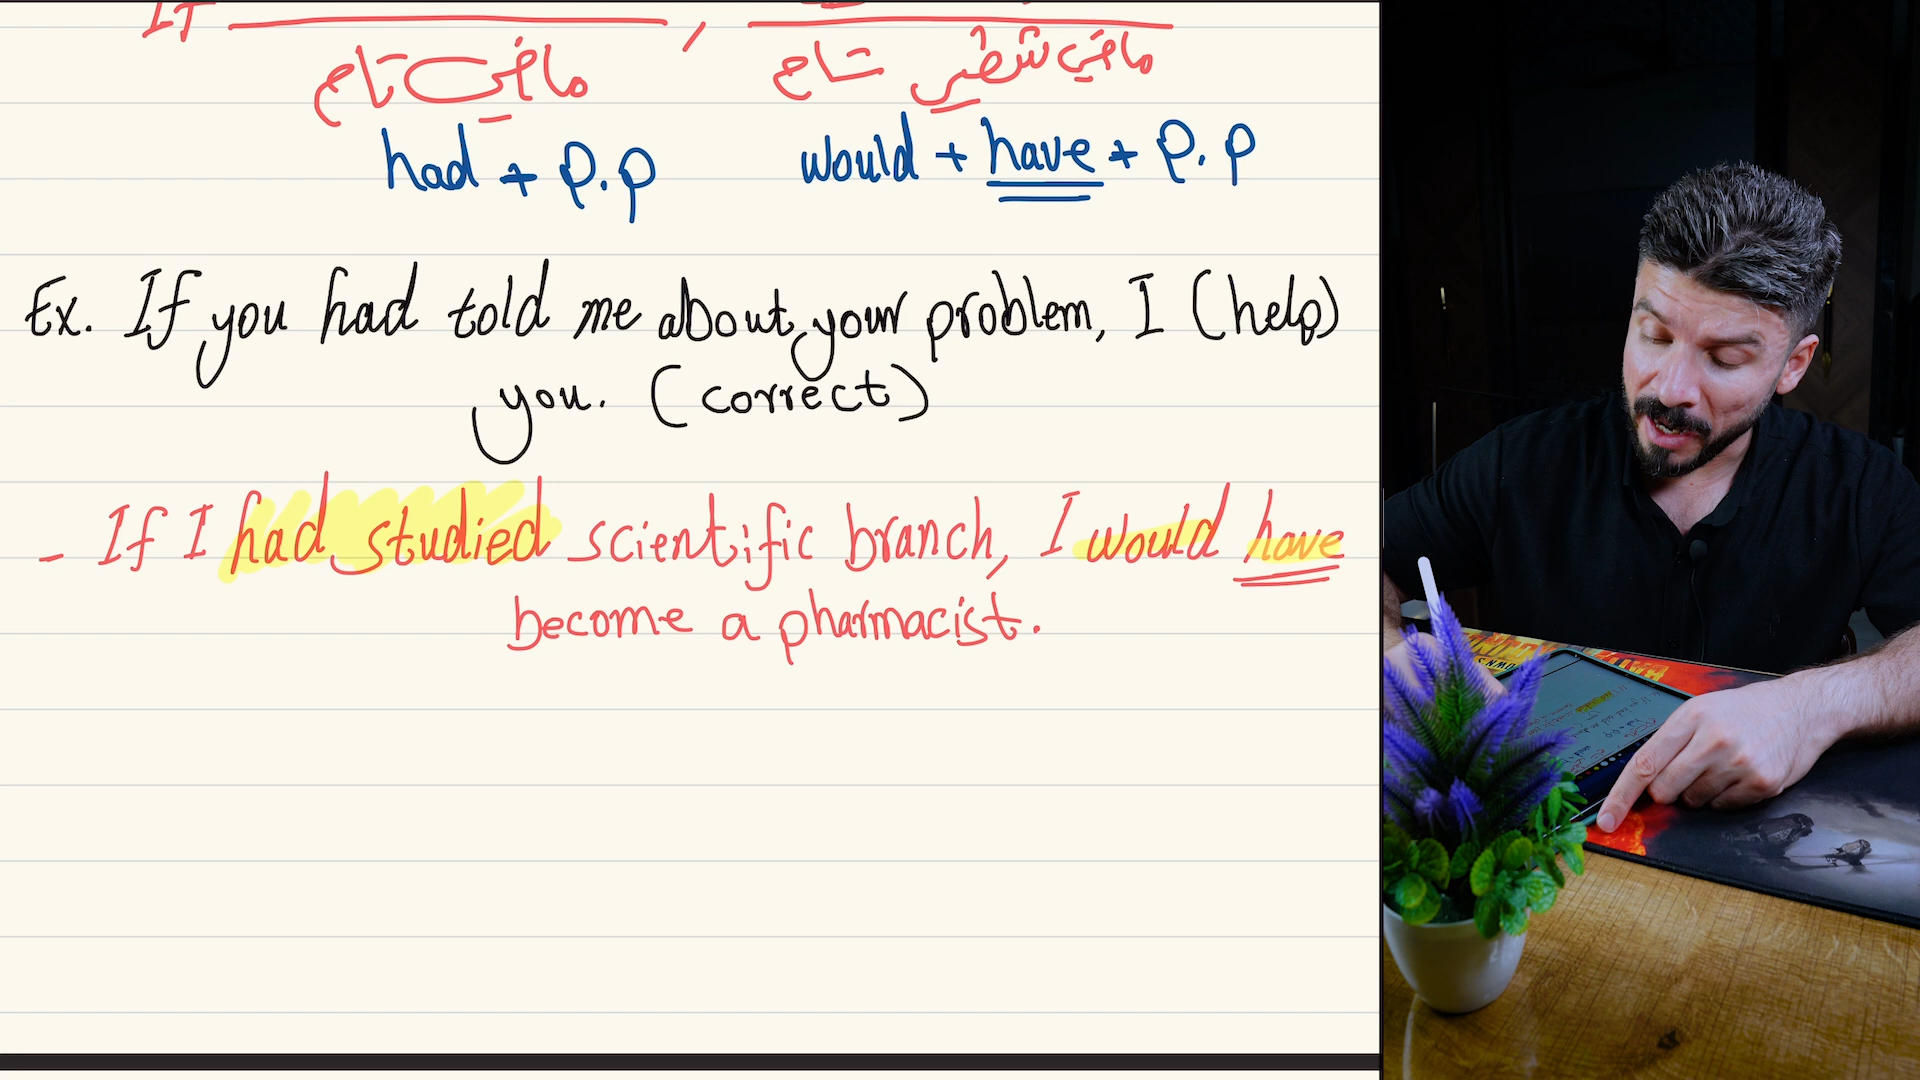 If ، 
ماضي تام ماضي شرطي تام
had + P.P would + have + P.P
Ex. If you had told me about your problem, I (help)
you. (correct)
- If I had studied scientific branch, I would have
become a pharmacist.